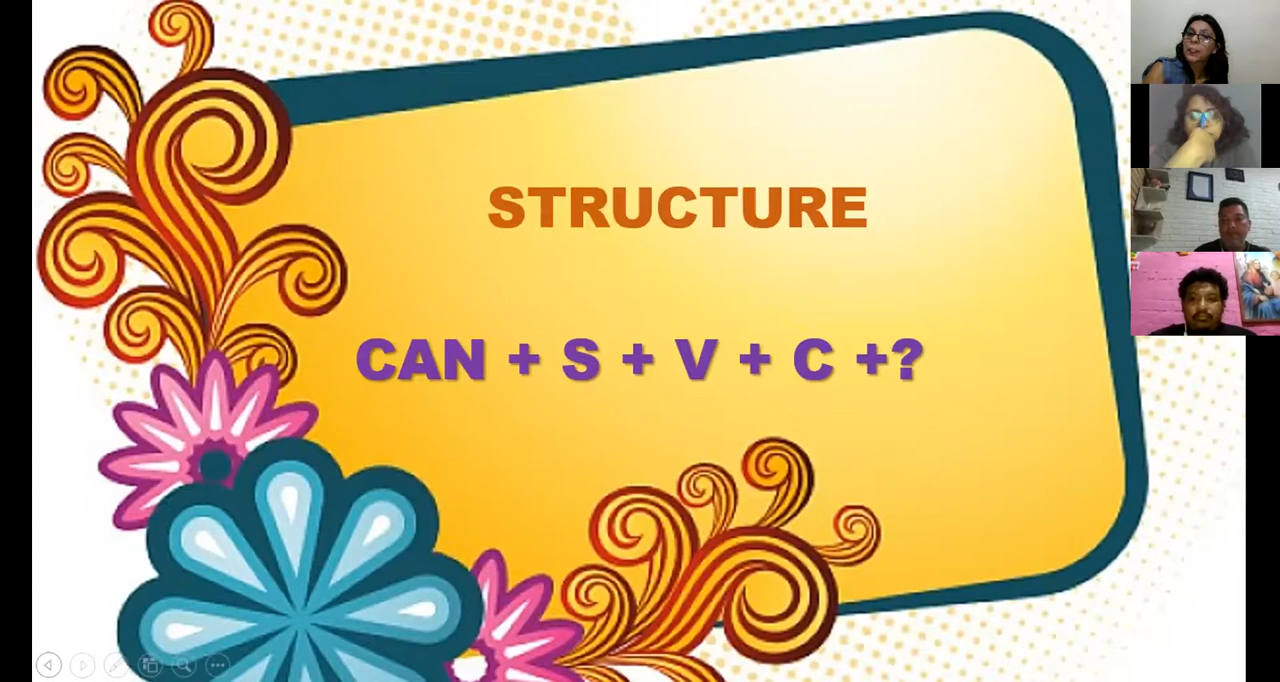 STRUCTURE
CAN + S + V + C +?